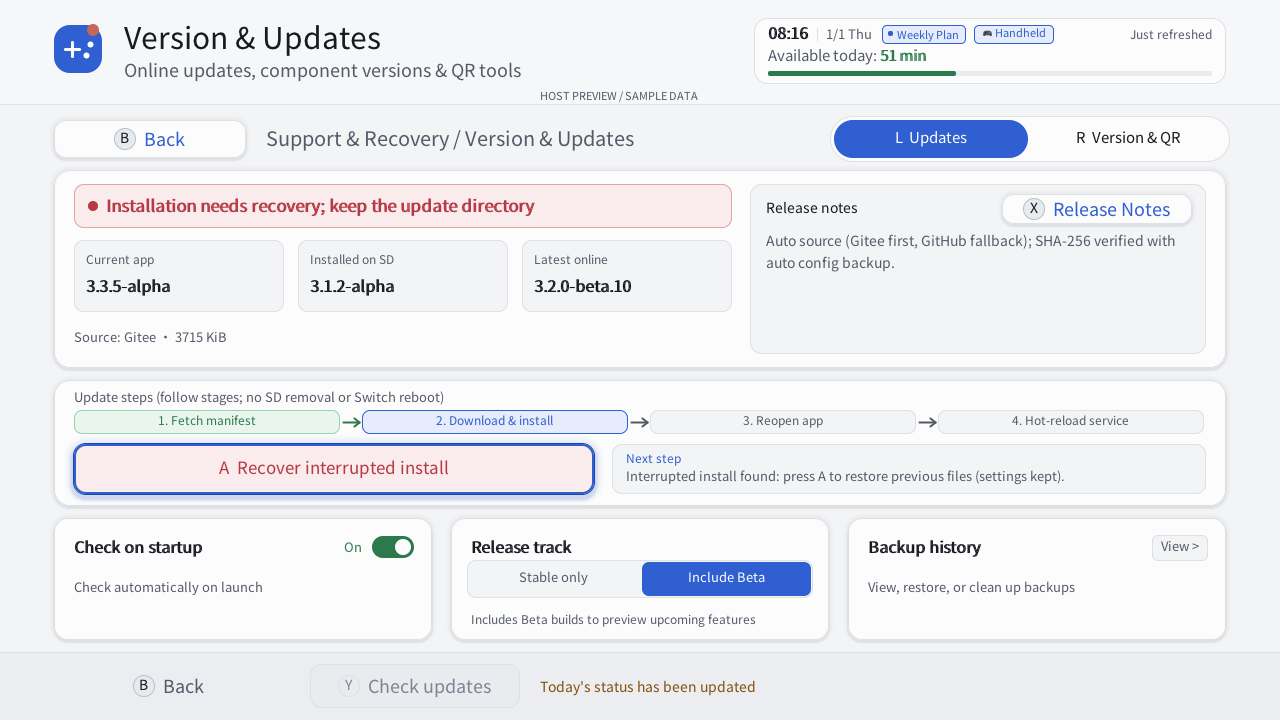 Version & Updates
Online updates, component versions & QR tools
08:16 1/1 Thu Weekly Plan Handheld Just refreshed
Available today: 51 min
HOST PREVIEW / SAMPLE DATA
B Back
Support & Recovery / Version & Updates
L Updates
R Version & QR
Installation needs recovery; keep the update directory
Current app
3.3.5-alpha
Installed on SD
3.1.2-alpha
Latest online
3.2.0-beta.10
Source: Gitee · 3715 KiB
Release notes
X Release Notes
Auto source (Gitee first, GitHub fallback); SHA-256 verified with
auto config backup.
Update steps (follow stages; no SD removal or Switch reboot)
1. Fetch manifest
2. Download & install
3. Reopen app
4. Hot-reload service
A Recover interrupted install
Next step
Interrupted install found: press A to restore previous files (settings kept).
Check on startup
On
Check automatically on launch
Release track
Stable only
Include Beta
Includes Beta builds to preview upcoming features
Backup history
View >
View, restore, or clean up backups
B Back
Y Check updates
Today's status has been updated